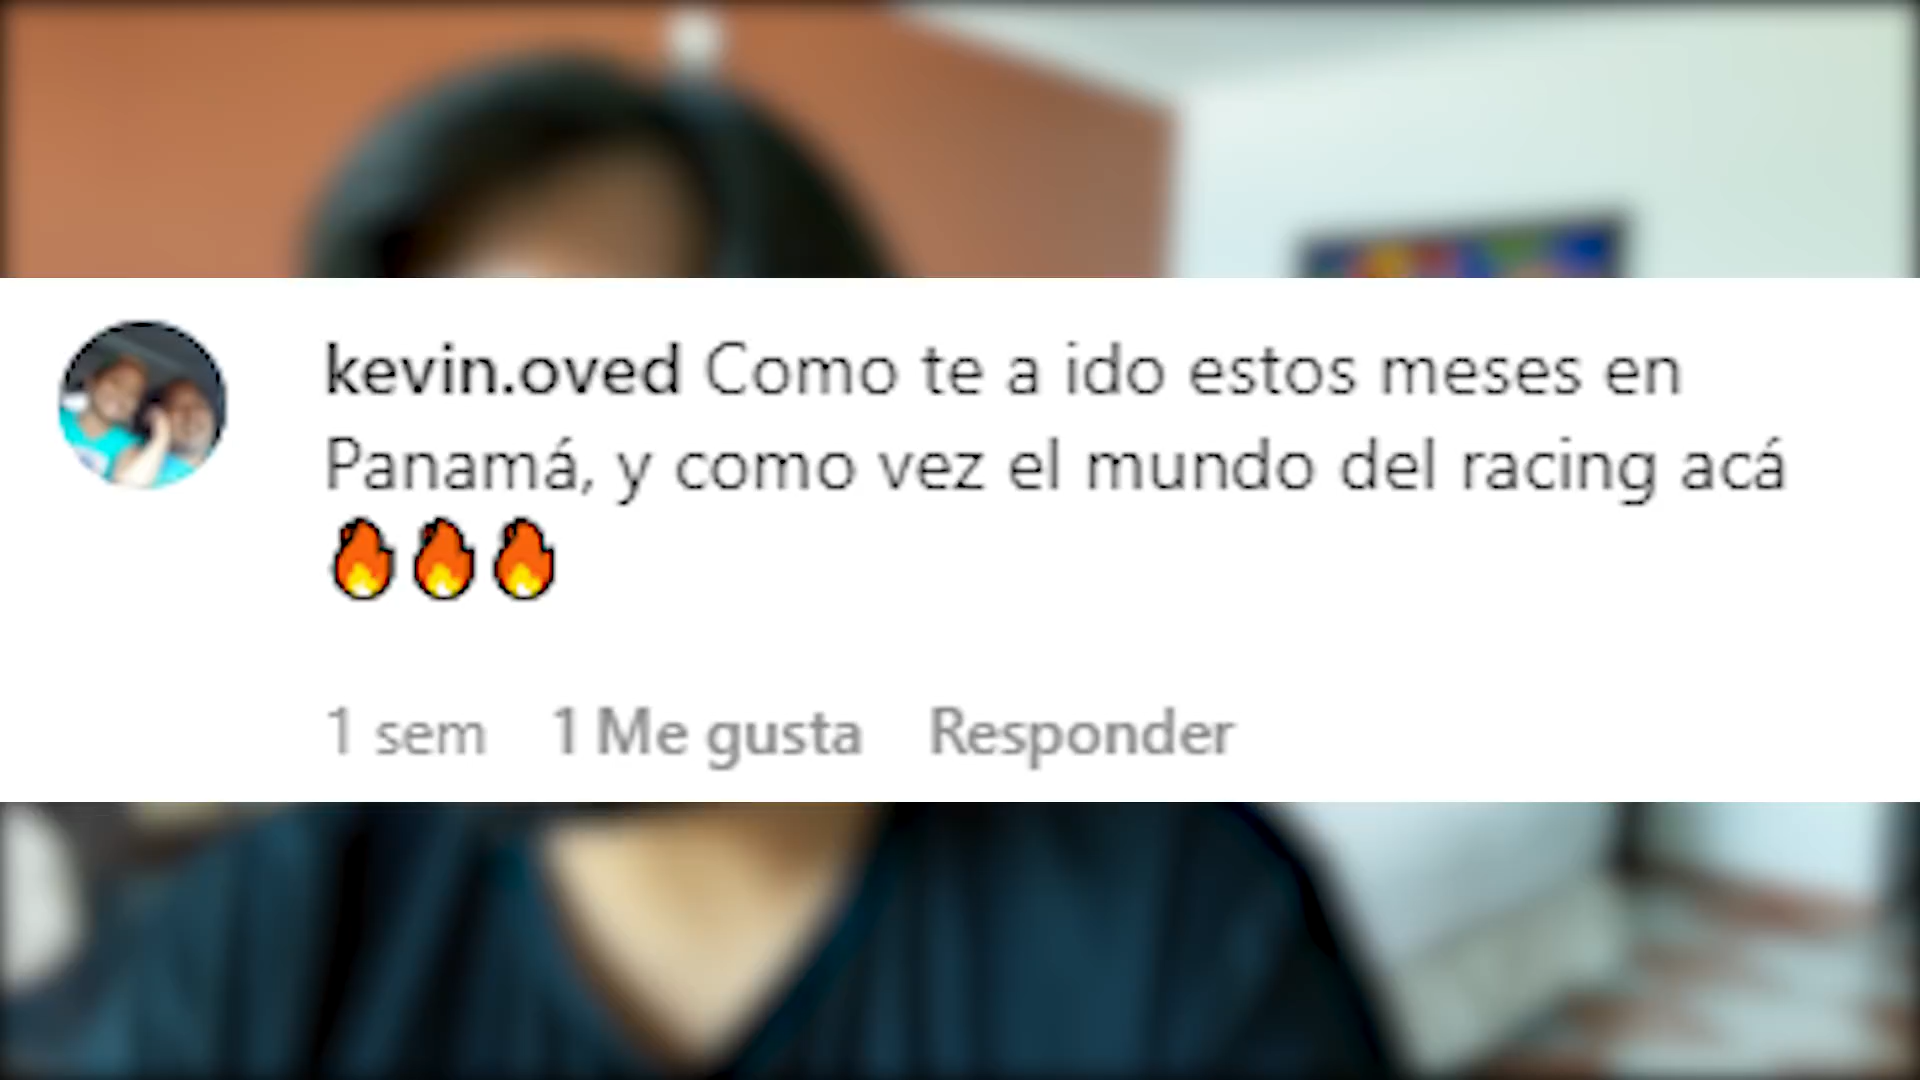 kevin.oved Como te a ido estos meses en
Panamá, y como vez el mundo del racing acá
🔥🔥🔥
1 sem 1 Me gusta Responder